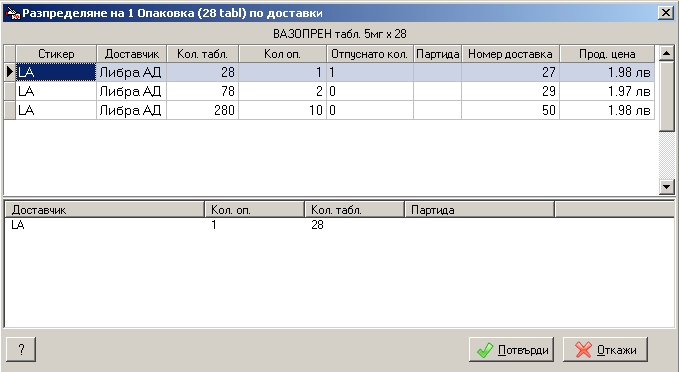 Разпределяне на 1 Опаковка (28 tabl) по доставки
ВАЗОПРЕН табл. 5мг x 28
Стикер Доставчик Кол. табл. Кол оп. Отпуснато кол. Партида Номер доставка Прод. цена
LA Либра АД 28 1 1 27 1.98 лв
LA Либра АД 78 2 0 29 1.97 лв
LA Либра АД 280 10 0 50 1.98 лв
Доставчик Кол. оп. Кол. табл. Партида
LA 1 28
? Потвърди Откажи